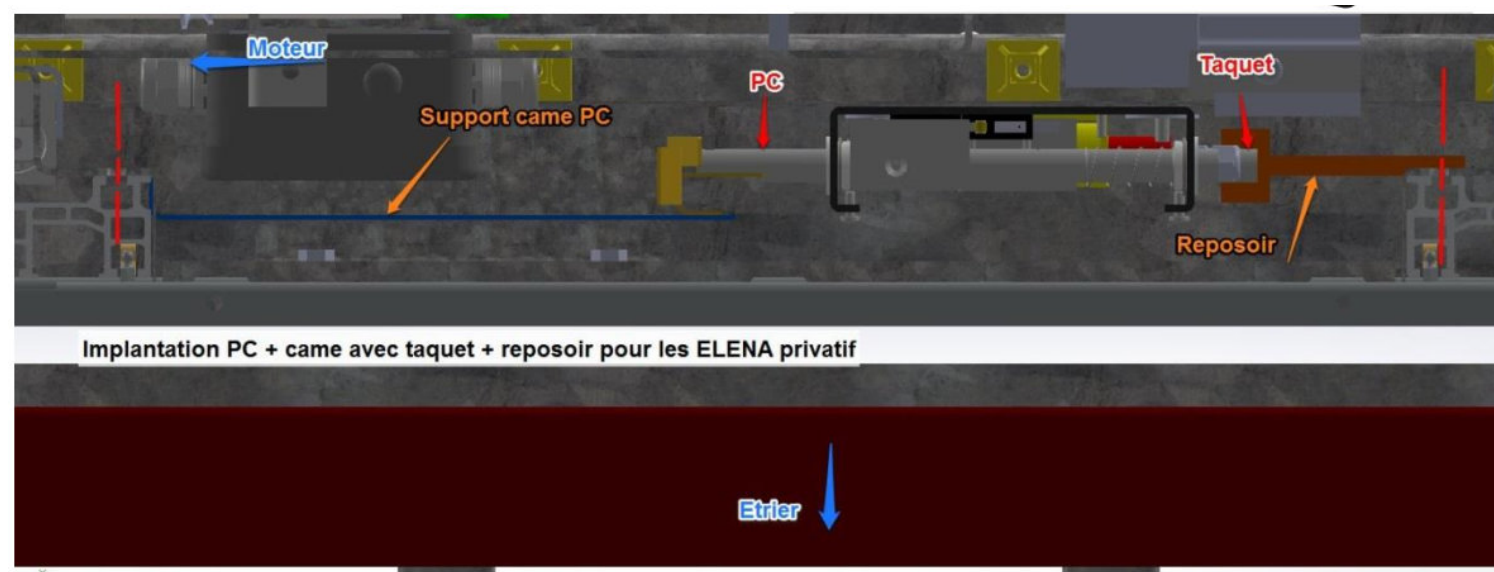 Moteur
Taquet
PC
Support came PC
Reposoir
Implantation PC + came avec taquet + reposoir pour les ELENA privatif
Etrier